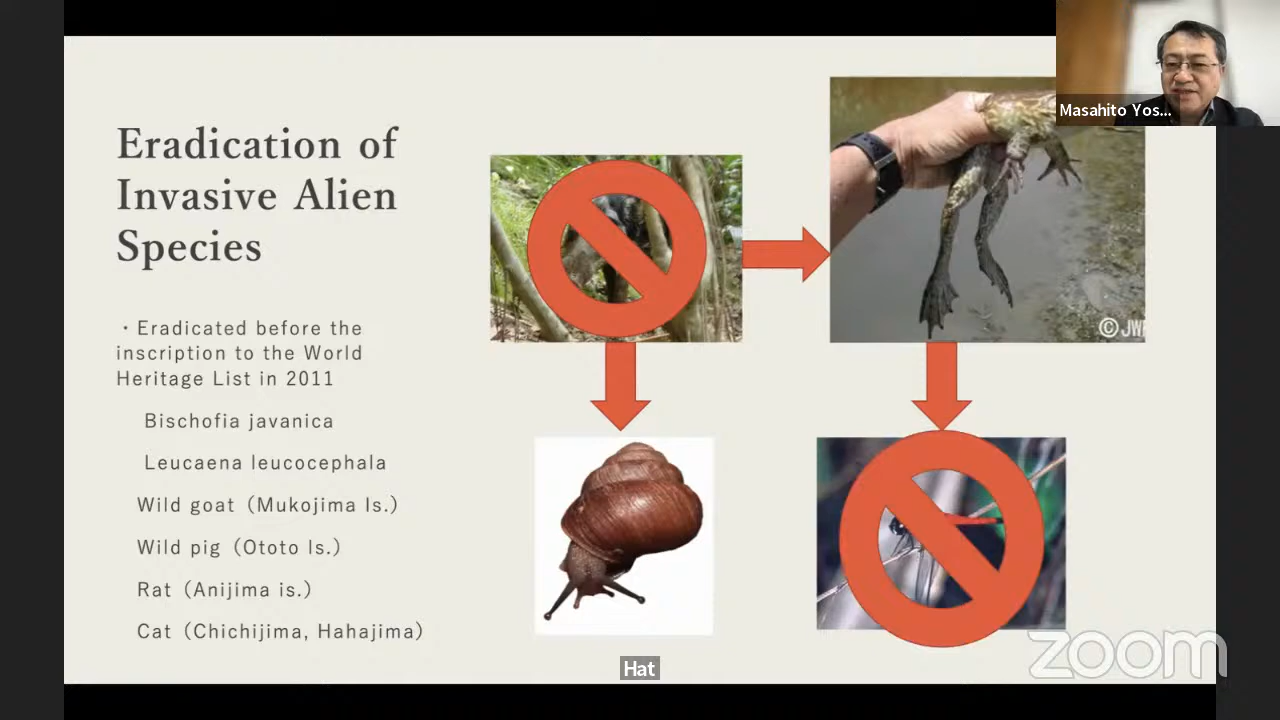 Masahito Yos...
Eradication of
Invasive Alien
Species
・Eradicated before the
inscription to the World
Heritage List in 2011
Bischofia javanica
Leucaena leucocephala
Wild goat (Mukojima Is.)
Wild pig (Ototo Is.)
Rat (Anijima is.)
Cat (Chichijima, Hahajima)
© JW
Hat
zoom